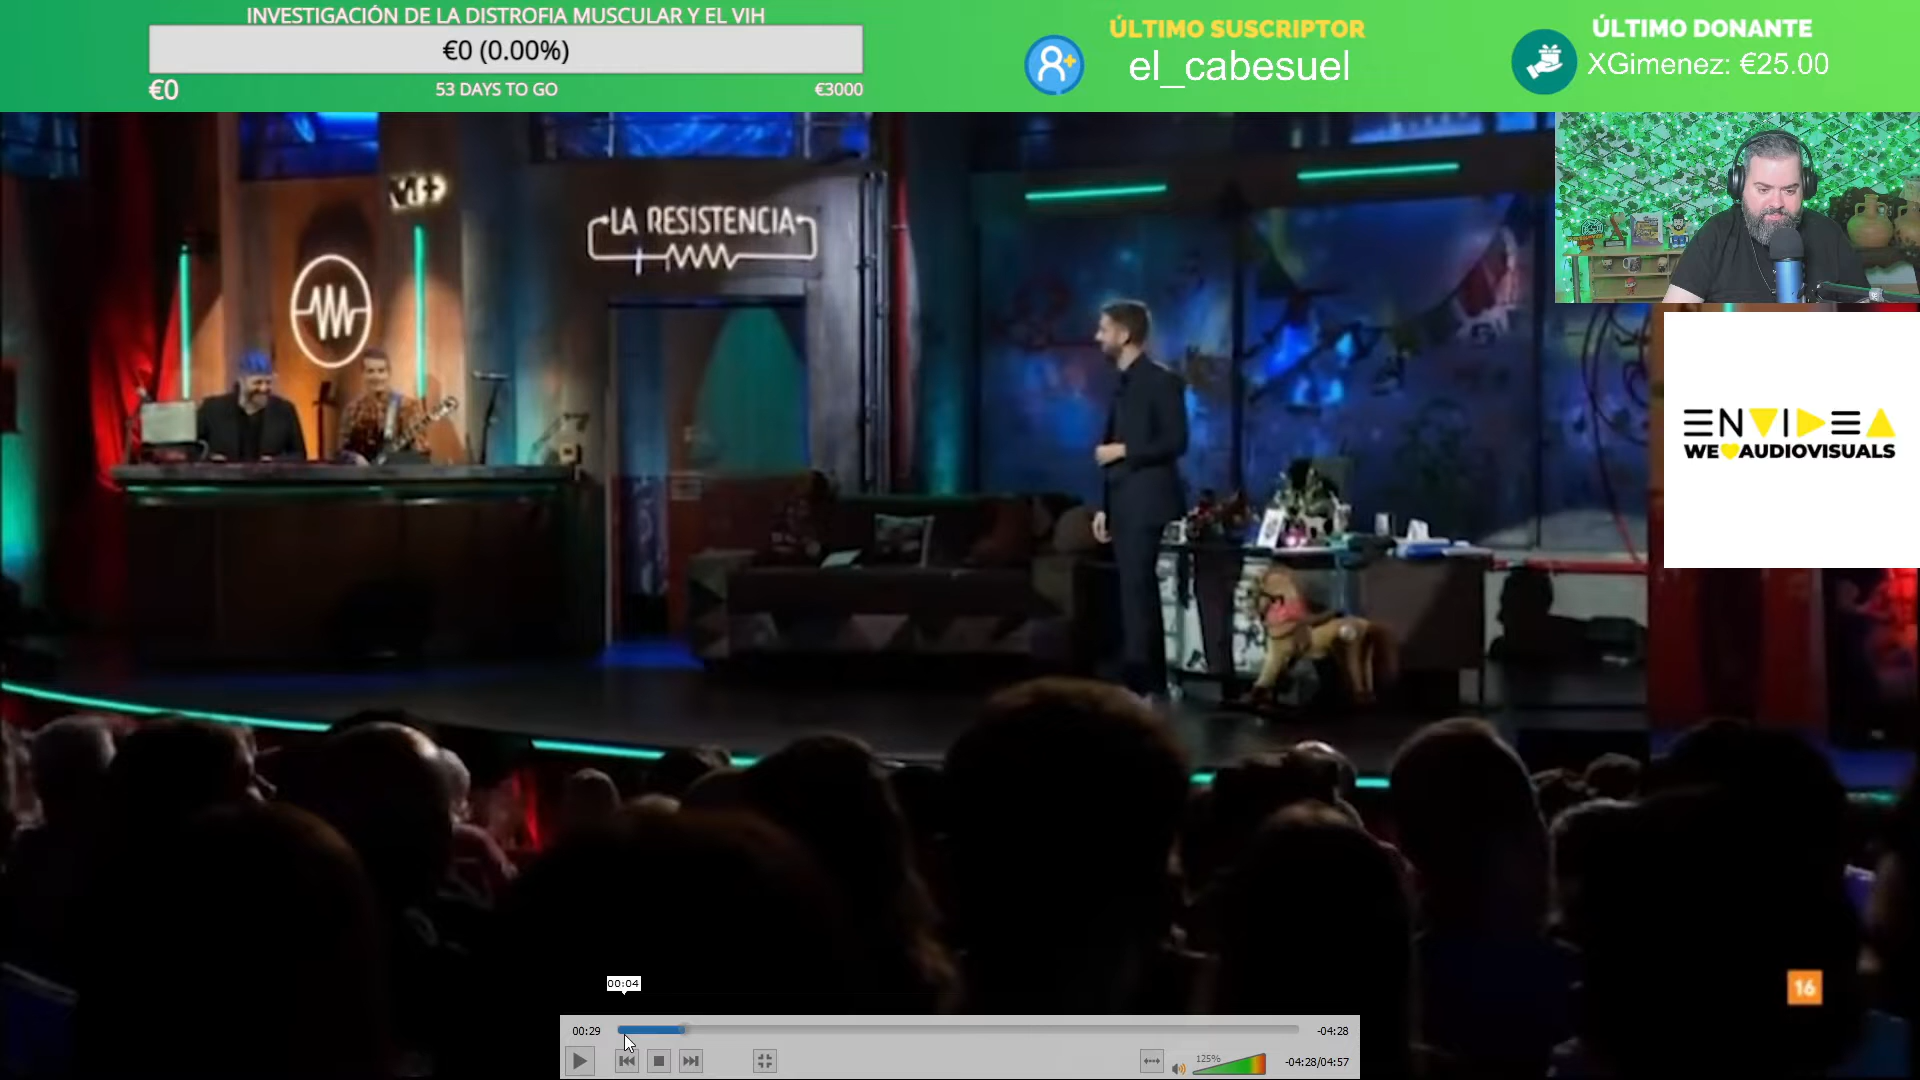 INVESTIGACIÓN DE LA DISTROFIA MUSCULAR Y EL VIH
€0 (0.00%)
€0
53 DAYS TO GO
€3000
ÚLTIMO SUSCRIPTOR
el_cabesuel
ÚLTIMO DONANTE
XGimenez: €25.00
M+
LA RESISTENCIA
ENVIDEA
WE AUDIOVISUALS
16
00:04
00:29
-04:28
125%
-04:28/04:57